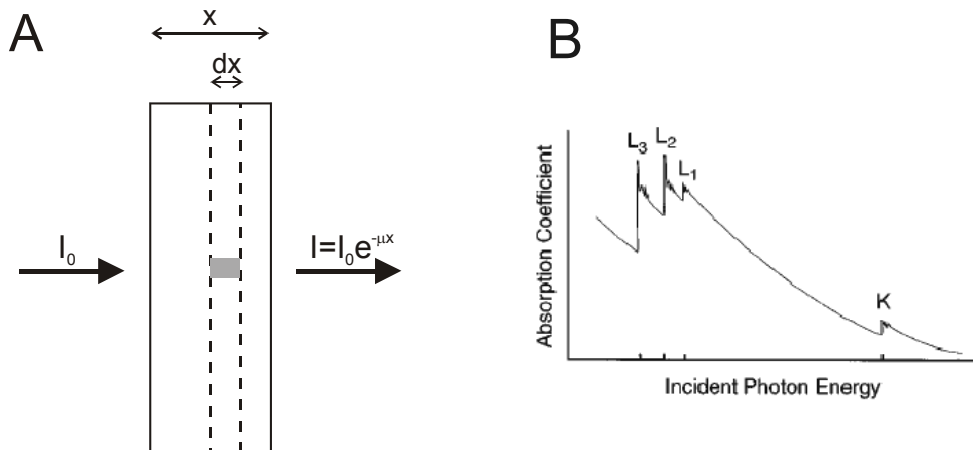 A
x
dx
I₀
I=I₀e^-μx
B
L₃
L₂
L₁
K
Absorption Coefficient
Incident Photon Energy